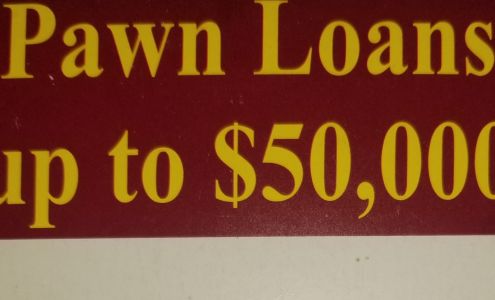 Pawn Loans
up to $50,000